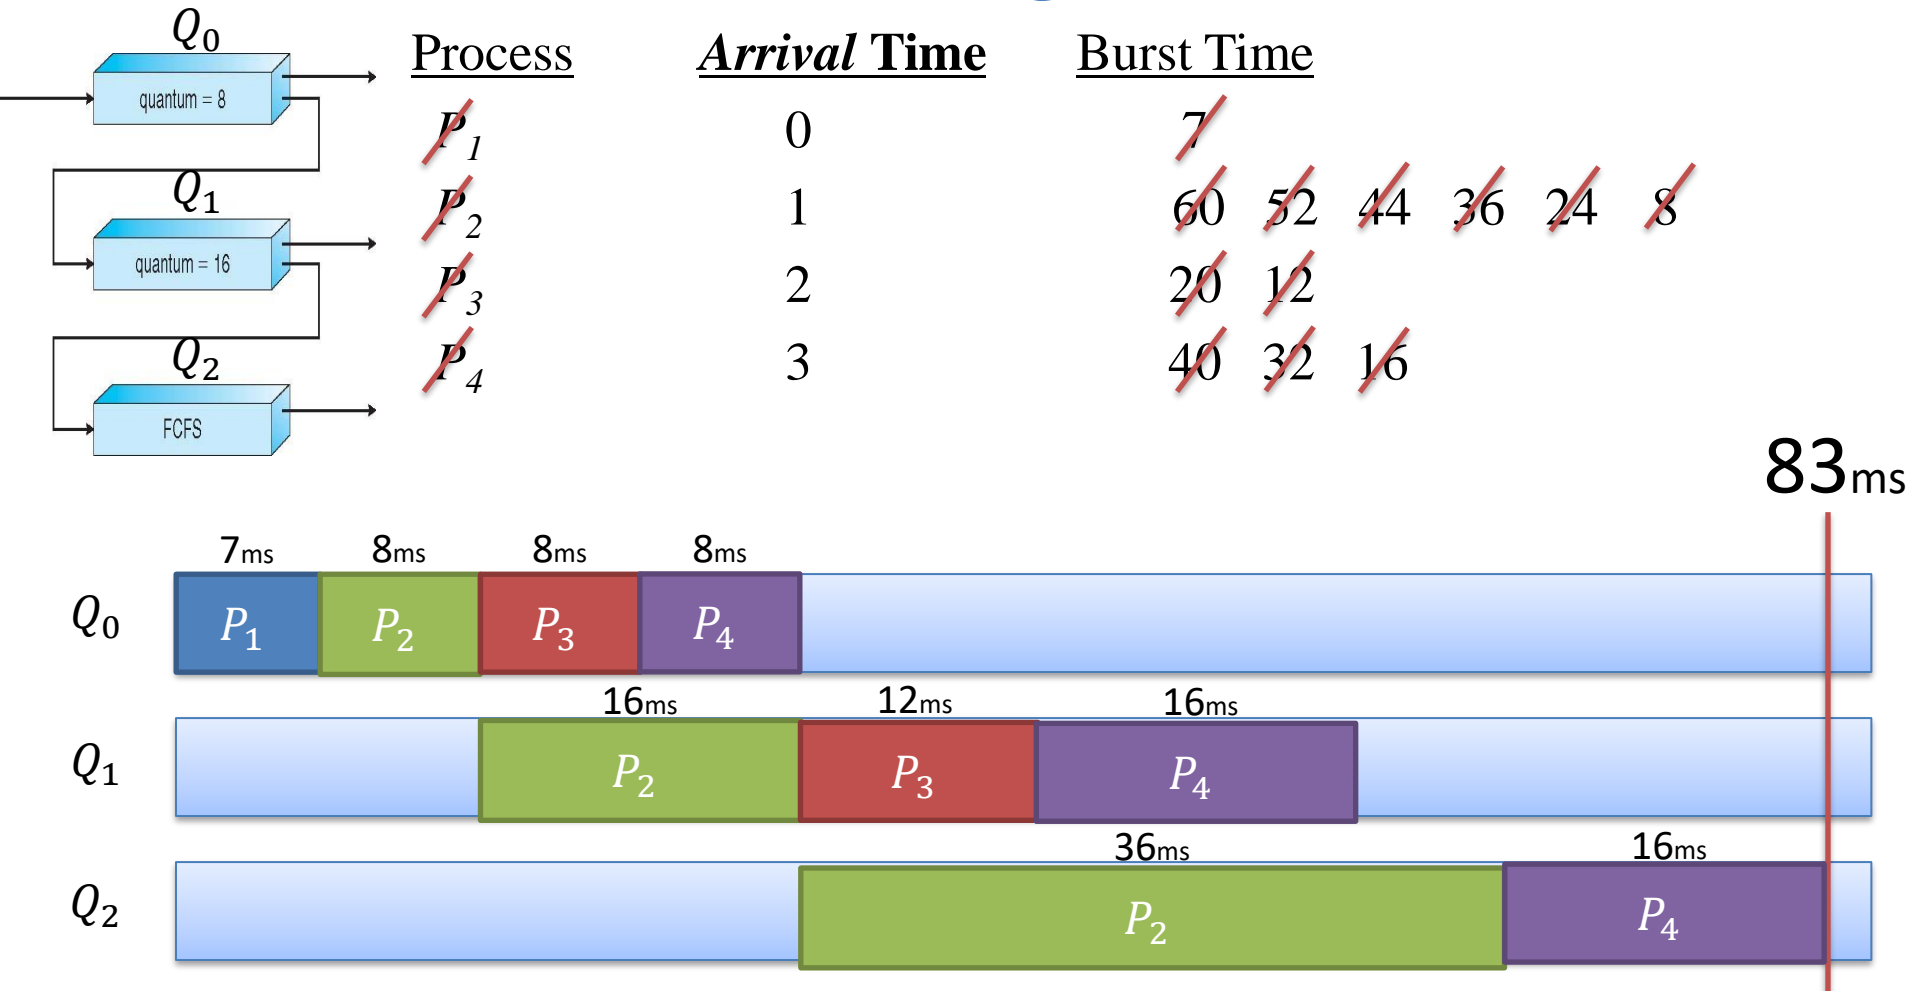 Q0
quantum = 8
Q1
quantum = 16
Q2
FCFS
Process Arrival Time Burst Time
P1 0 7
P2 1 60 52 44 36 24 8
P3 2 20 12
P4 3 40 32 16
83ms
7ms 8ms 8ms 8ms
Q0 P1 P2 P3 P4
16ms 12ms 16ms
Q1 P2 P3 P4
36ms 16ms
Q2 P2 P4